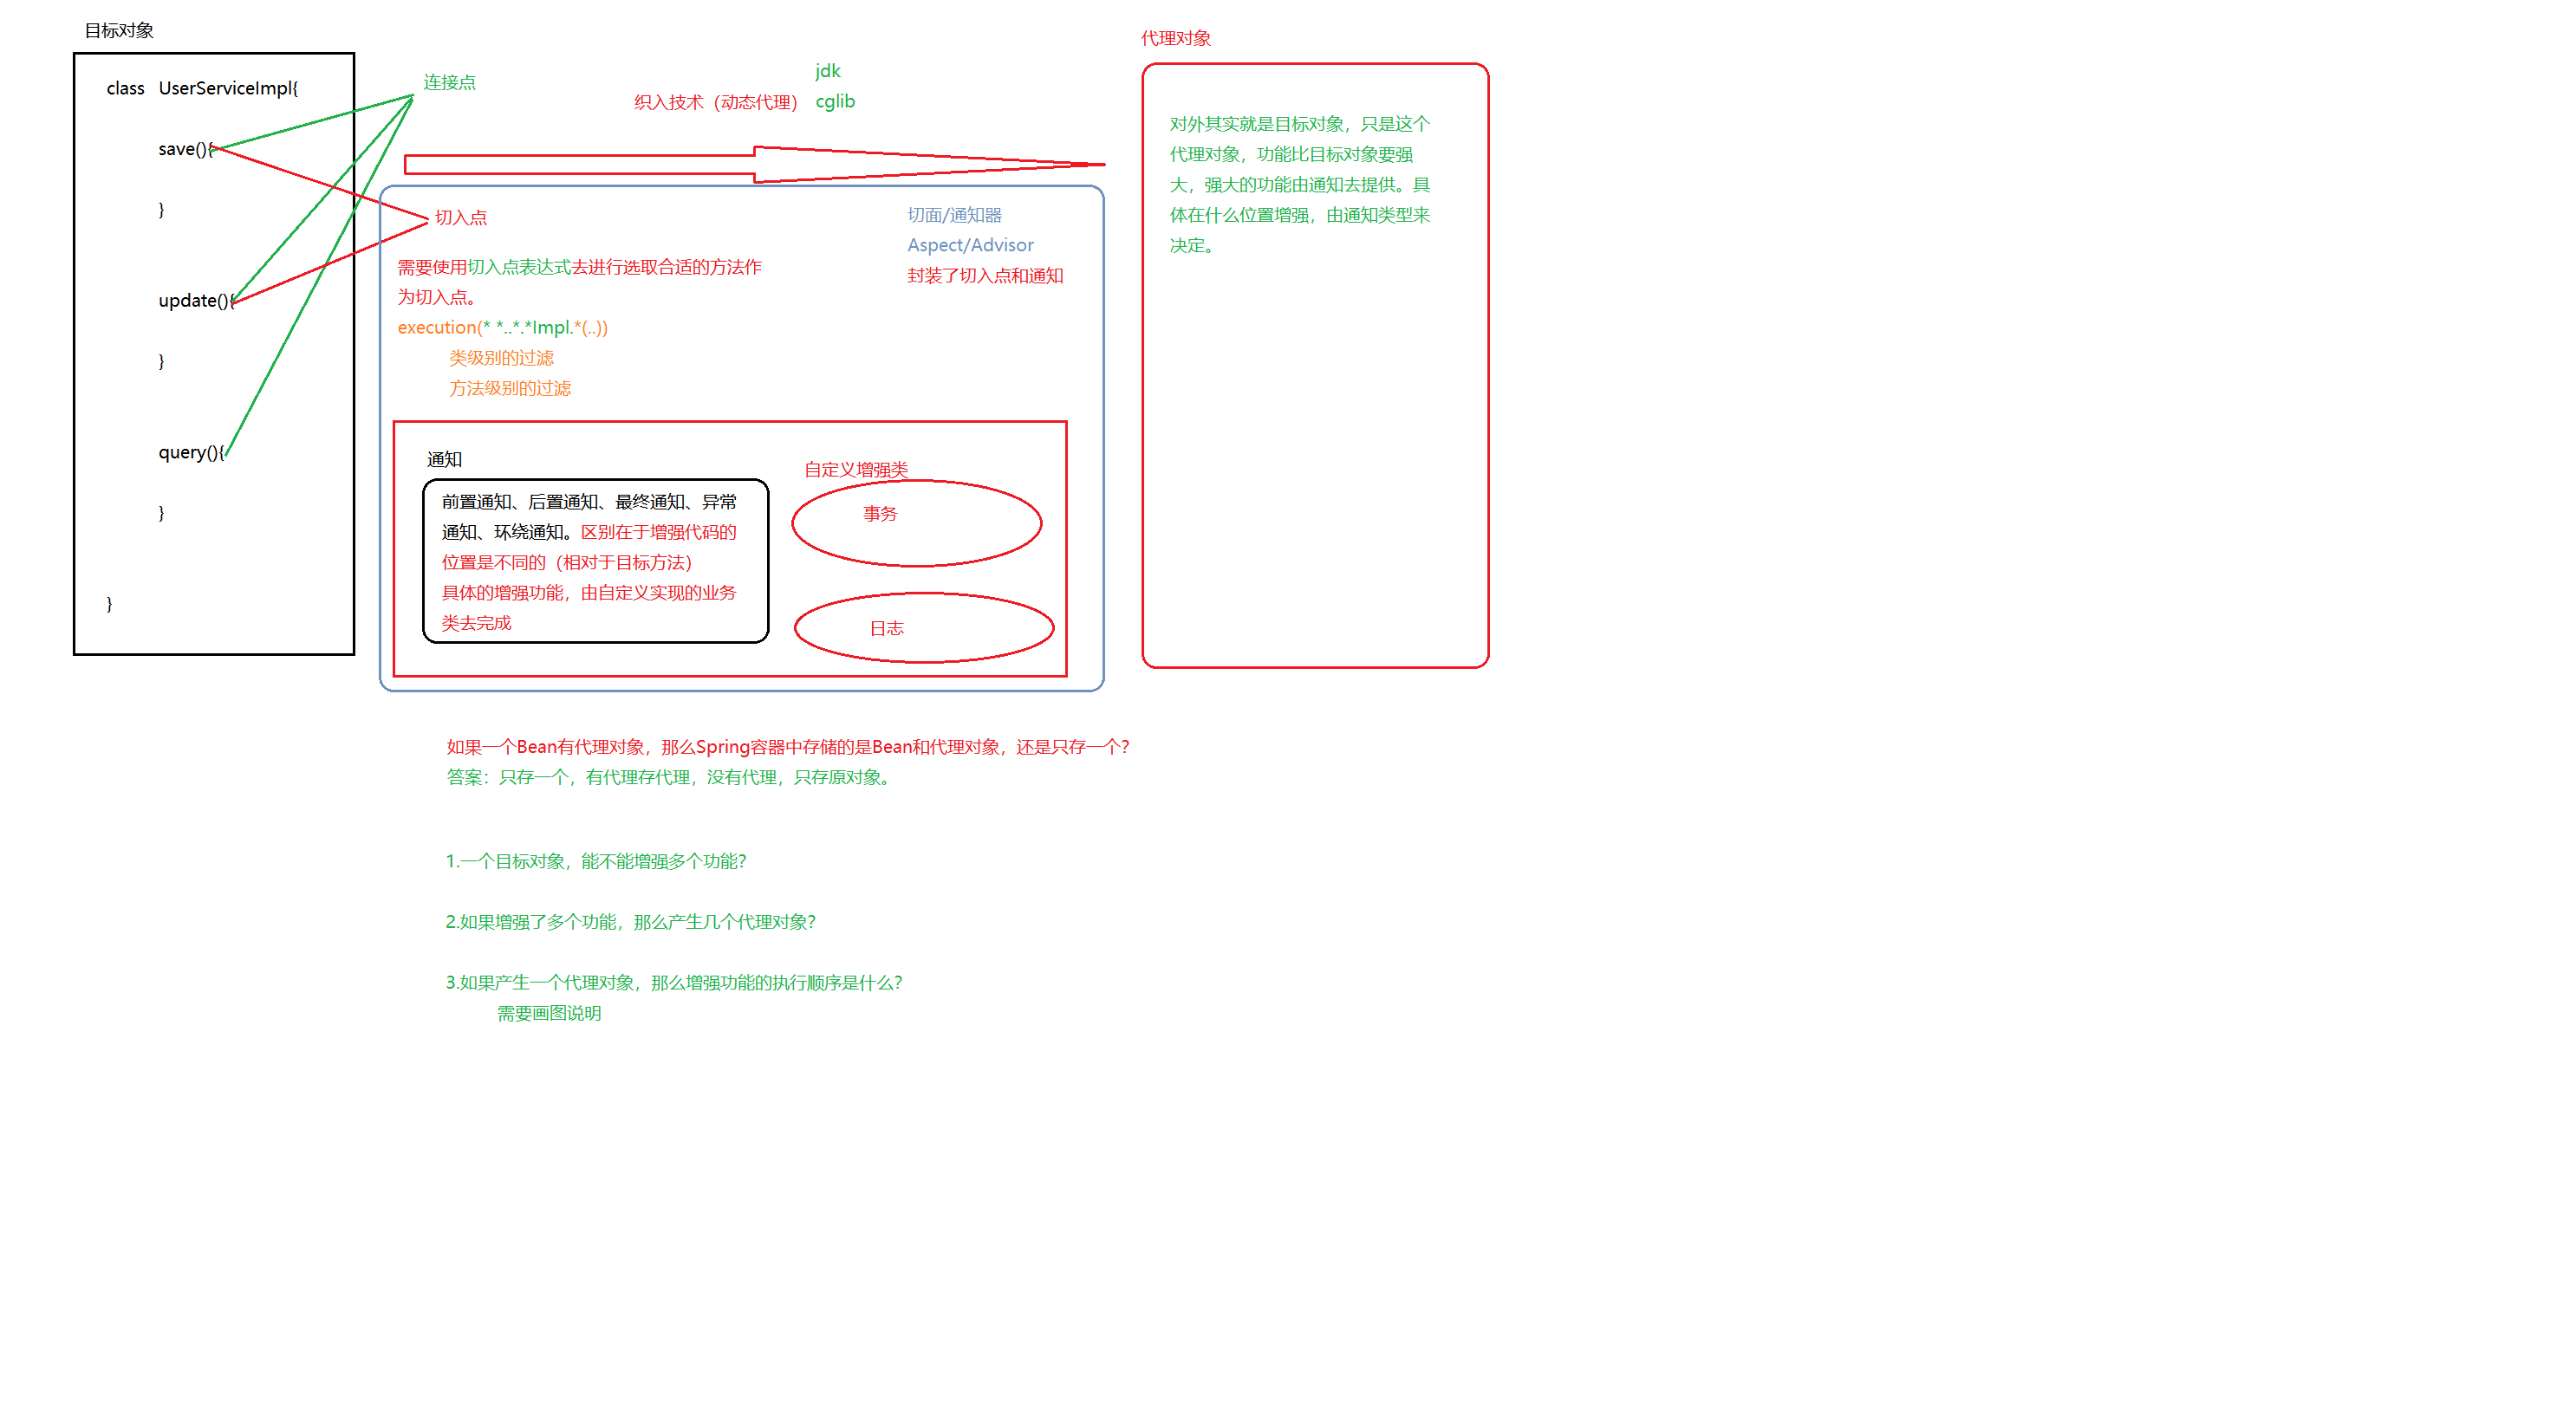 目标对象
class UserServiceImpl{
save(){
}
update(){
}
query(){
}
}
连接点
织入技术（动态代理）
jdk
cglib
切入点
需要使用切入点表达式去进行选取合适的方法作
为切入点。
execution(* *..*.*Impl.*(..))
类级别的过滤
方法级别的过滤
切面/通知器
Aspect/Advisor
封装了切入点和通知
通知
前置通知、后置通知、最终通知、异常
通知、环绕通知。区别在于增强代码的
位置是不同的（相对于目标方法）
具体的增强功能，由自定义实现的业务
类去完成
自定义增强类
事务
日志
代理对象
对外其实就是目标对象，只是这个
代理对象，功能比目标对象要强
大，强大的功能由通知去提供。具
体在什么位置增强，由通知类型来
决定。
如果一个Bean有代理对象，那么Spring容器中存储的是Bean和代理对象，还是只存一个？
答案：只存一个，有代理存代理，没有代理，只存原对象。
1.一个目标对象，能不能增强多个功能？
2.如果增强了多个功能，那么产生几个代理对象？
3.如果产生一个代理对象，那么增强功能的执行顺序是什么？
需要画图说明